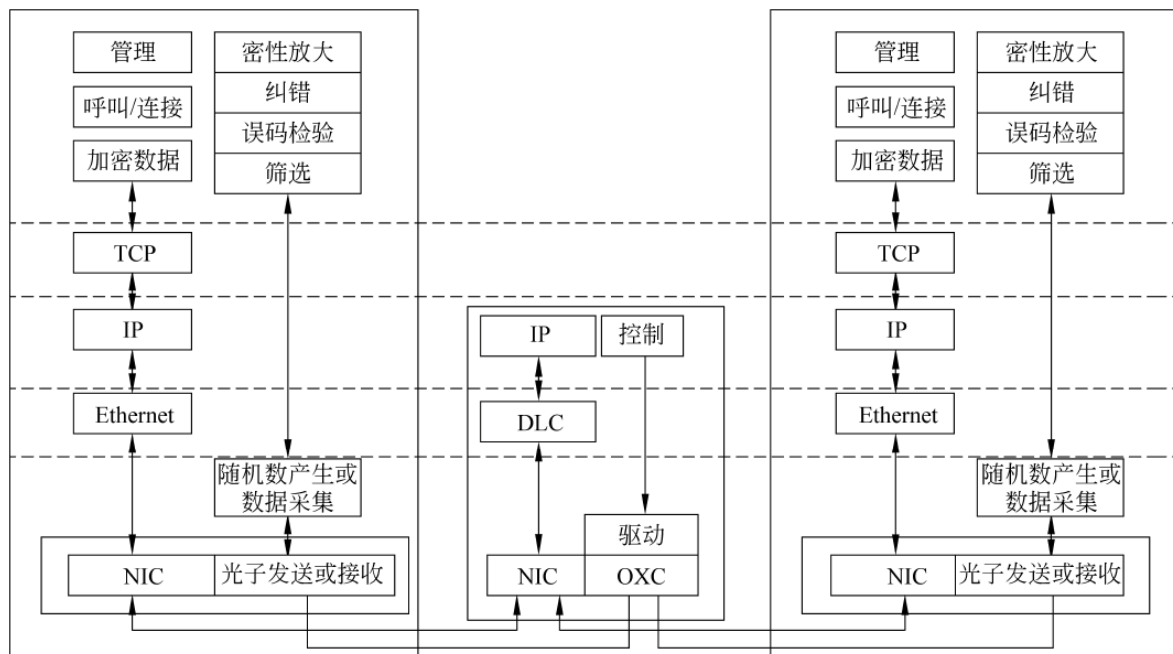 管理
密性放大
呼叫/连接
纠错
加密数据
误码检验
筛选
TCP
IP
Ethernet
随机数产生或
数据采集
NIC
光子发送或接收
IP
控制
DLC
驱动
NIC
OXC
管理
密性放大
呼叫/连接
纠错
加密数据
误码检验
筛选
TCP
IP
Ethernet
随机数产生或
数据采集
NIC
光子发送或接收